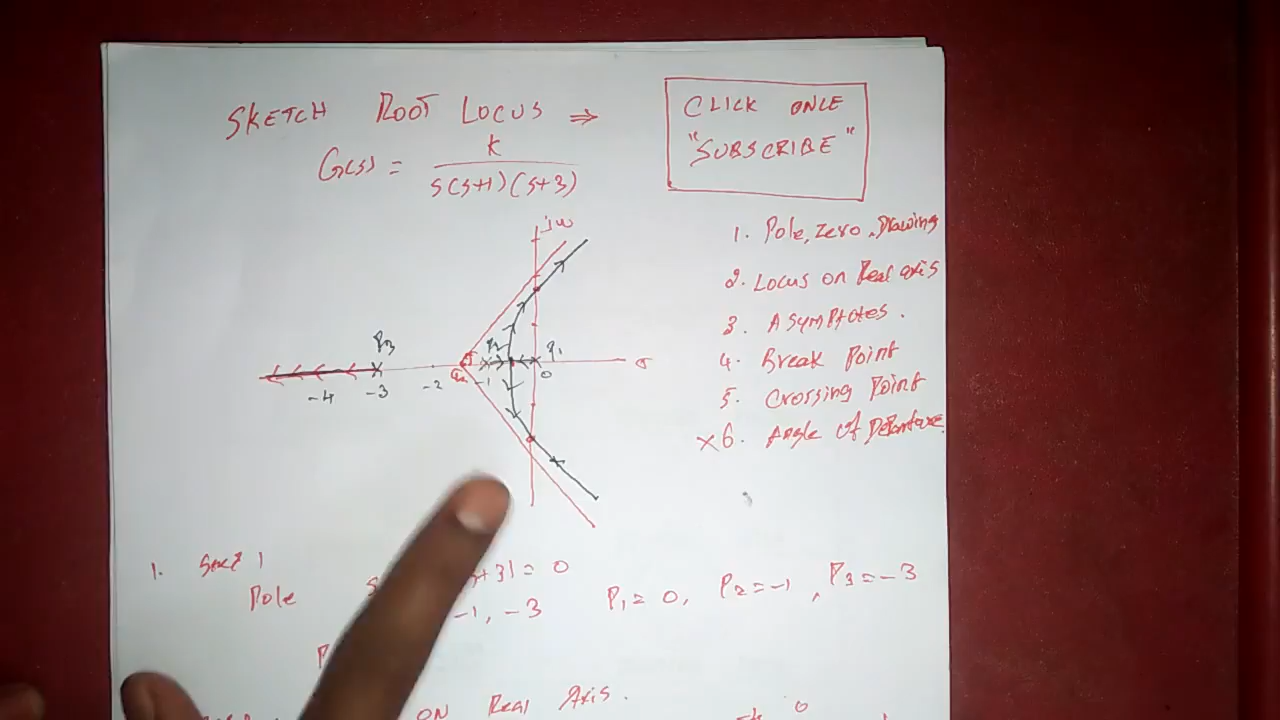 SKETCH ROOT LOCUS ⇒
G(s) = K
S(S+1)(S+3)
CLICK ONCE
"SUBSCRIBE"
jω
1. Pole, Zero, Drawing
2. Locus on Real axis
3. Asymptotes.
4. Break Point
5. Crossing Point
×6. Angle Of
P3 P2 P1
σ
-4 -3 -2 -1 0
1.
Pole +3) = 0
-1, -3 P1 = 0, P2 = -1, P3 = -3
ON Real Axis.